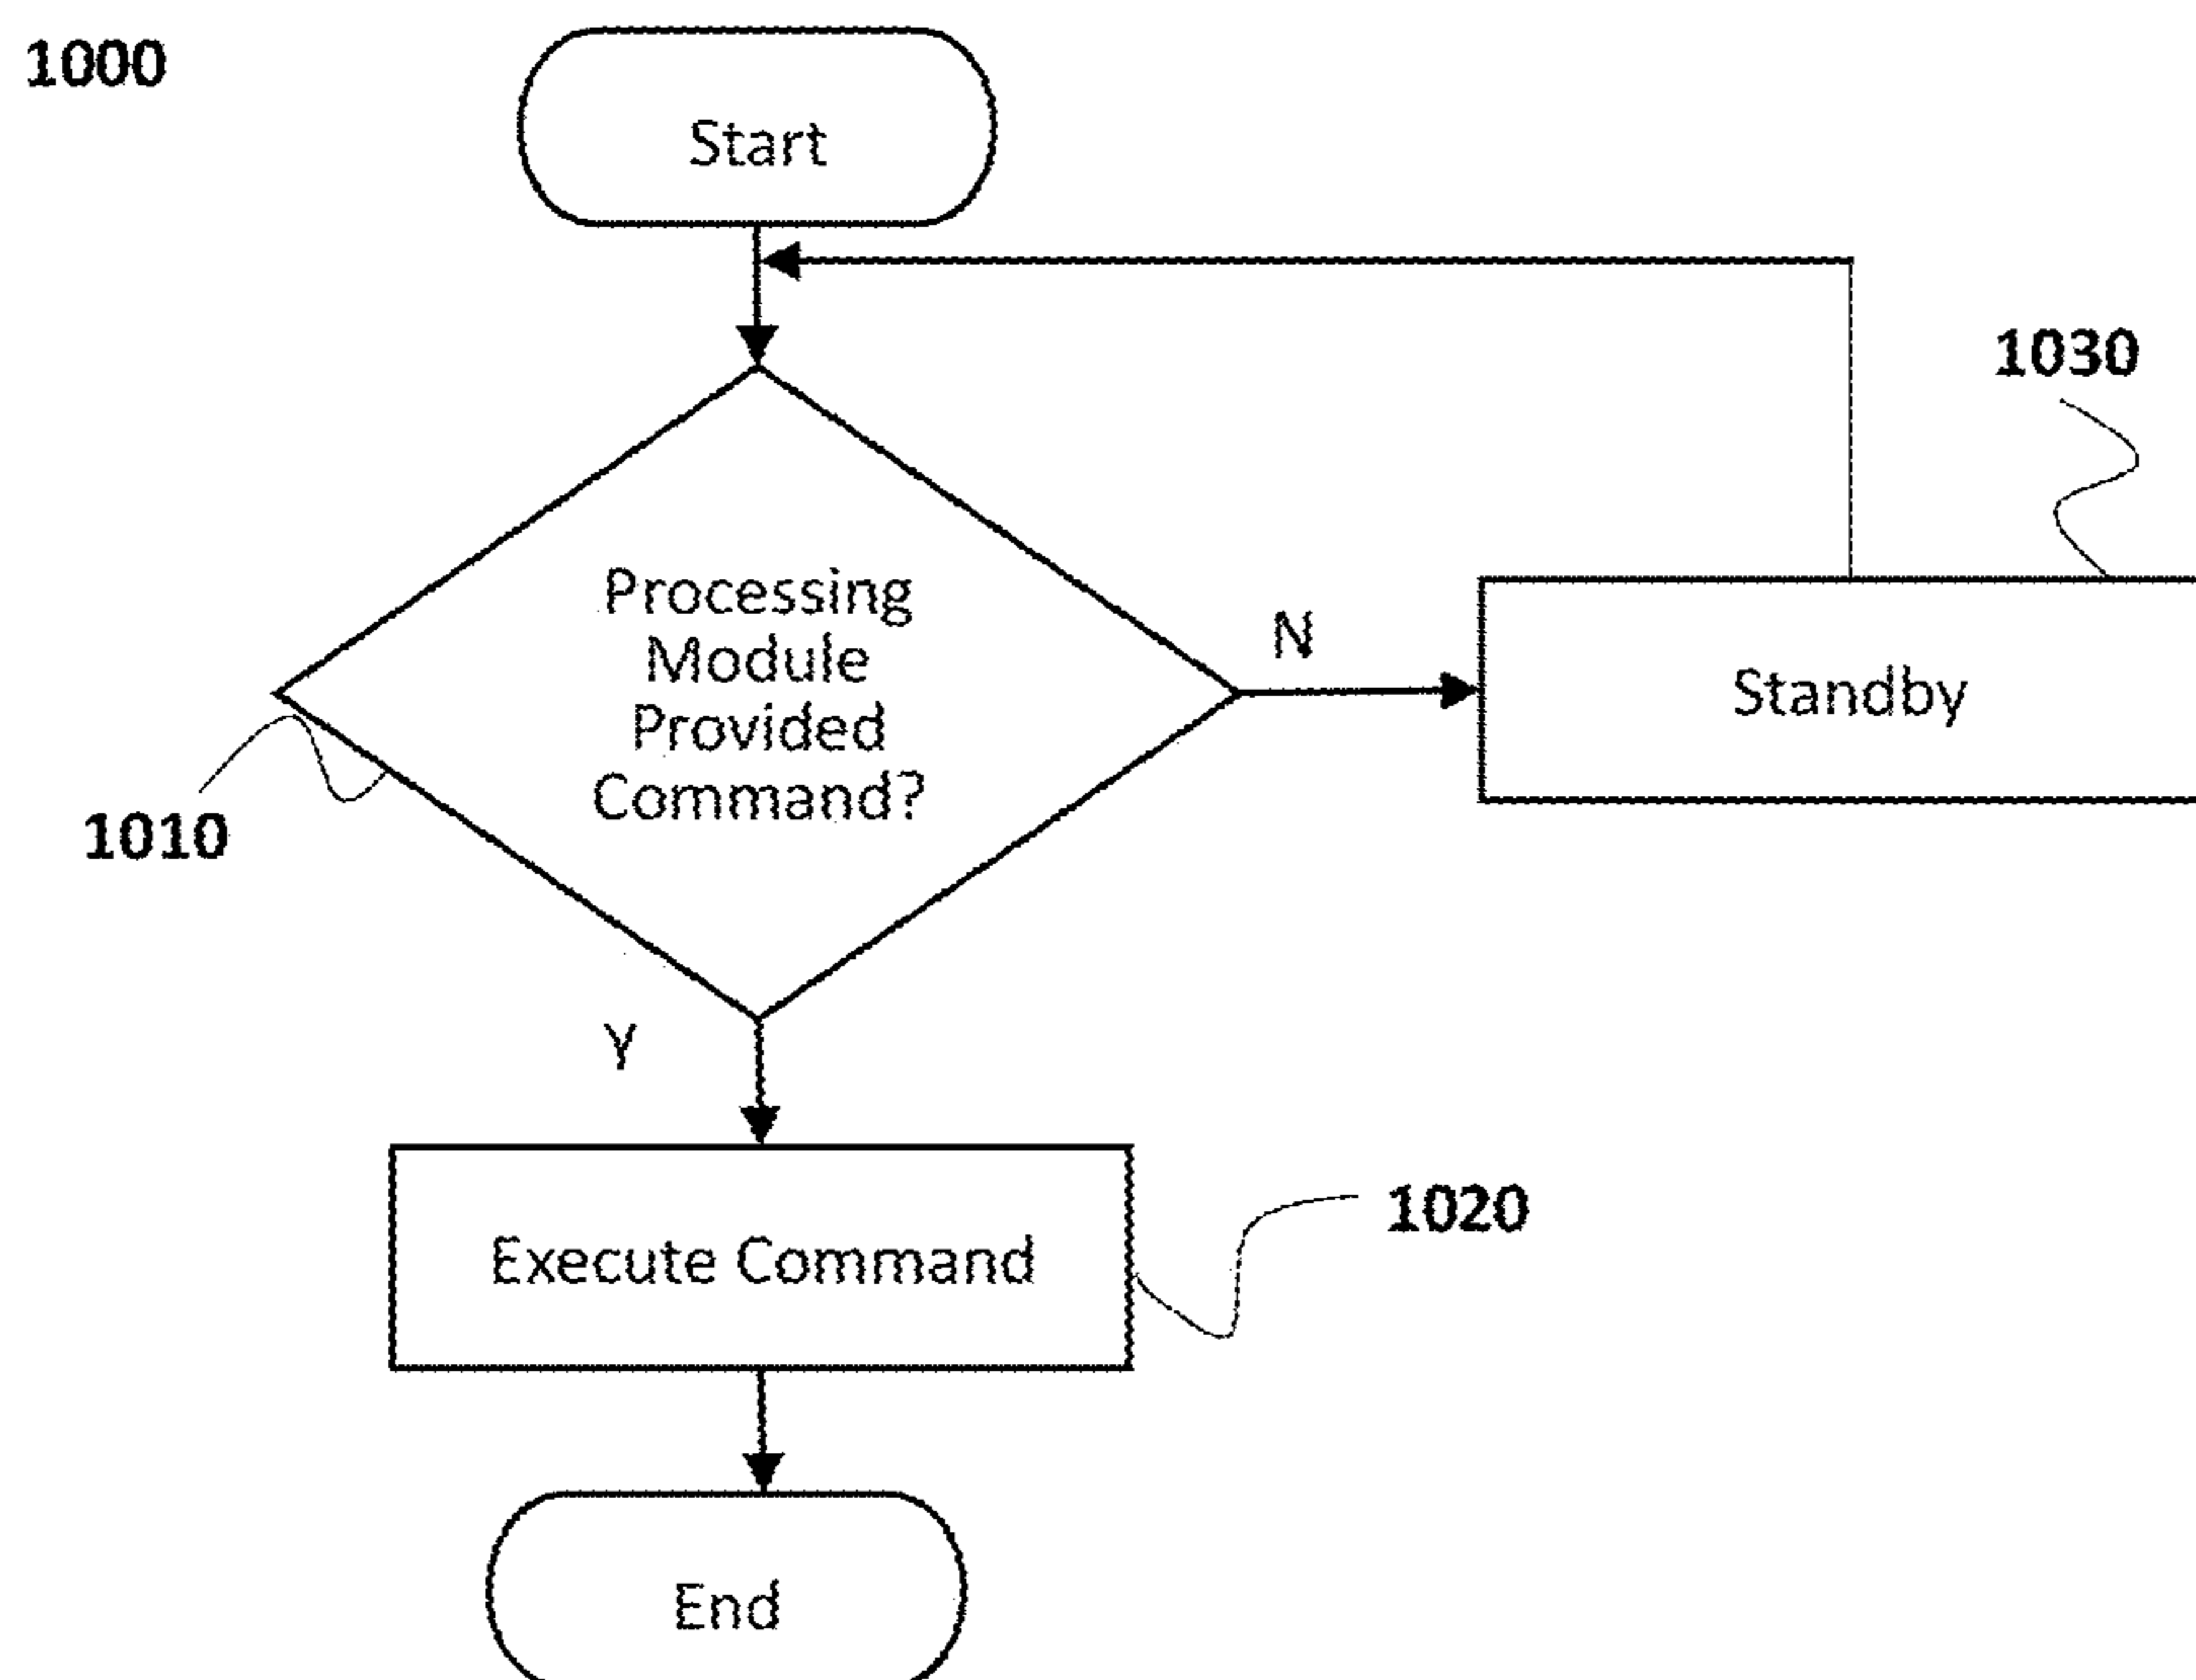 1000
Start
1030
Processing
Module
Provided
Command?
N
Standby
1010
Y
Execute Command
1020
End